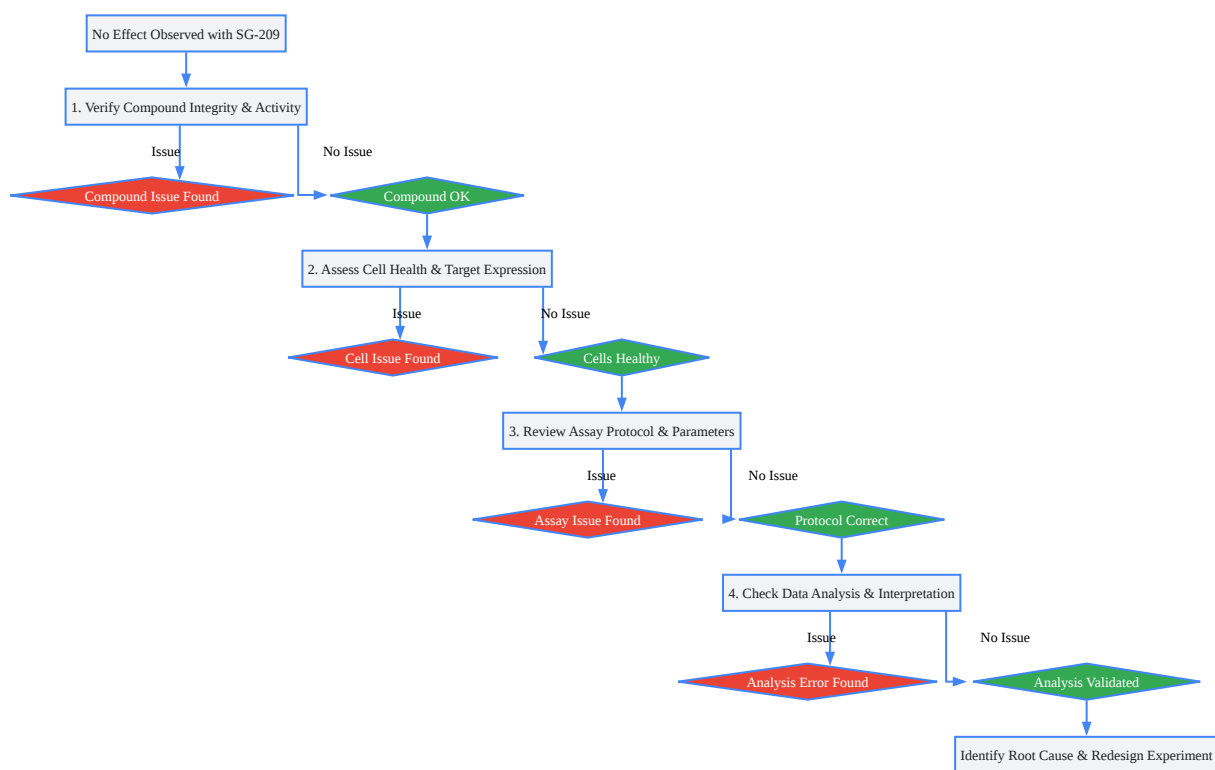 No Effect Observed with SG-209
1. Verify Compound Integrity & Activity
Issue
No Issue
Compound Issue Found
Compound OK
2. Assess Cell Health & Target Expression
Issue
No Issue
Cell Issue Found
Cells Healthy
3. Review Assay Protocol & Parameters
Issue
No Issue
Assay Issue Found
Protocol Correct
4. Check Data Analysis & Interpretation
Issue
No Issue
Analysis Error Found
Analysis Validated
Identify Root Cause & Redesign Experiment